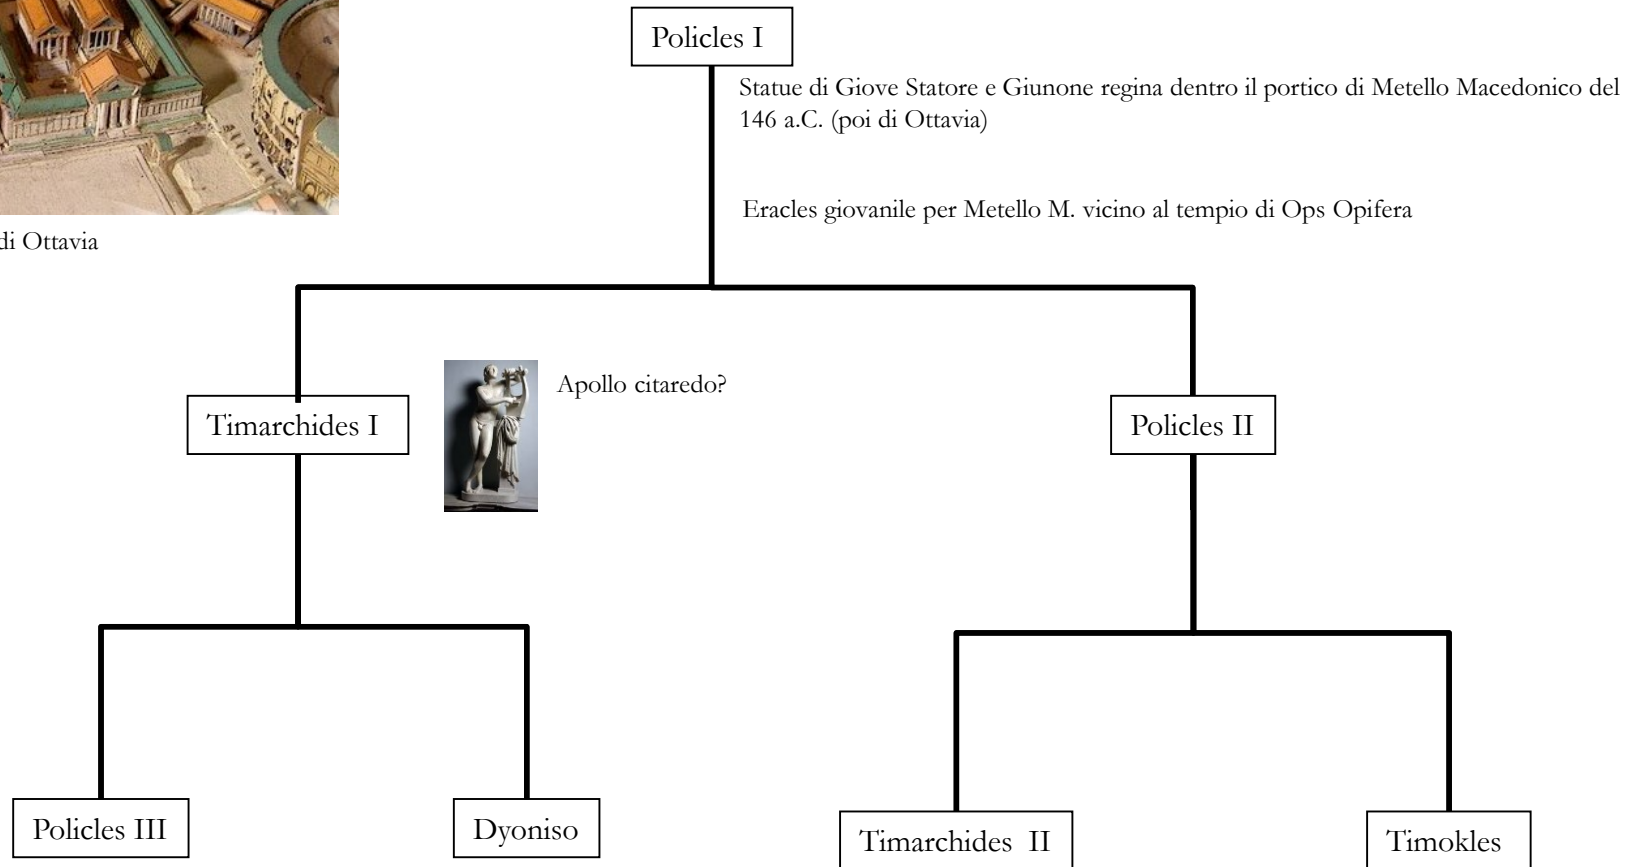 Policles I
Statue di Giove Statore e Giunone regina dentro il portico di Metello Macedonico del
146 a.C. (poi di Ottavia)
Eracles giovanile per Metello M. vicino al tempio di Ops Opifera
di Ottavia
Apollo citaredo?
Timarchides I
Policles II
Policles III
Dyoniso
Timarchides II
Timokles